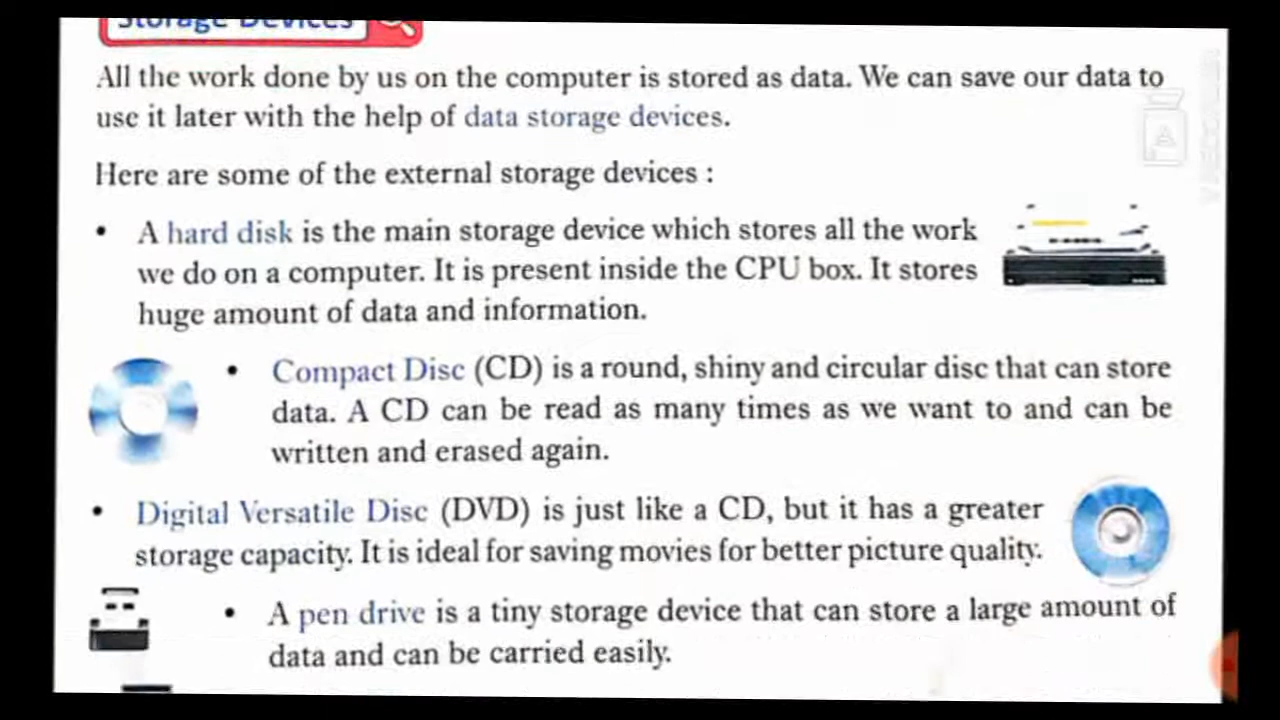 Storage Devices
All the work done by us on the computer is stored as data. We can save our data to
use it later with the help of data storage devices.
Here are some of the external storage devices :
• A hard disk is the main storage device which stores all the work
we do on a computer. It is present inside the CPU box. It stores
huge amount of data and information.
• Compact Disc (CD) is a round, shiny and circular disc that can store
data. A CD can be read as many times as we want to and can be
written and erased again.
• Digital Versatile Disc (DVD) is just like a CD, but it has a greater
storage capacity. It is ideal for saving movies for better picture quality.
• A pen drive is a tiny storage device that can store a large amount of
data and can be carried easily.